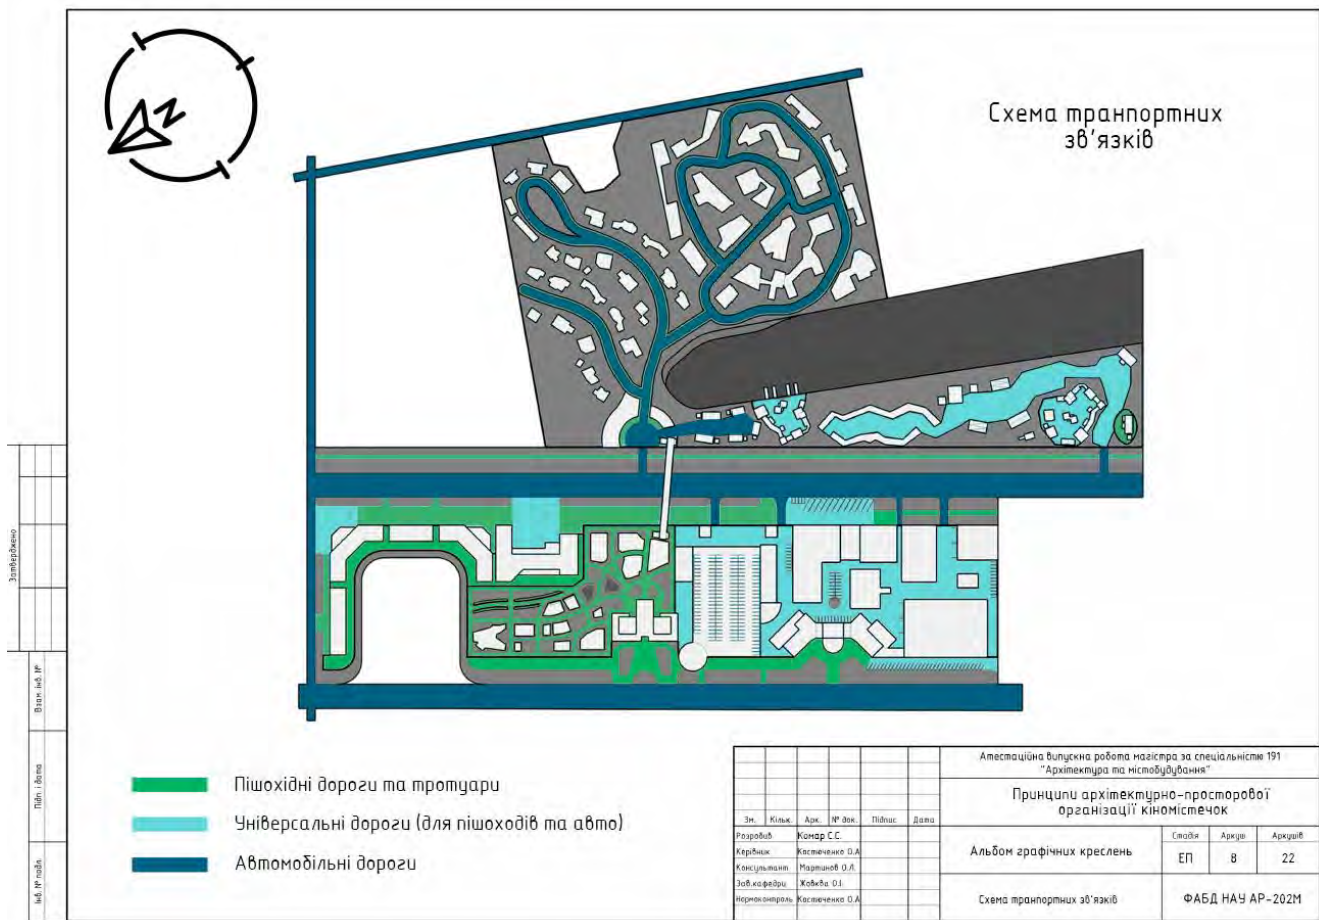 N
Схема транпортних
зв'язків
Затверджено
Взам. інв. №
Підп. і дата
Інв. № подл.
Пішохідні дороги та тротуари
Універсальні дороги (для пішоходів та авто)
Автомобільні дороги
Атестаційна випускна робота магістра за спеціальністю 191
"Архітектура та містобудування"
Принципи архітектурно-просторової
організації кіномістечок
Зм. Кільк. Арк. № док. Підпис Дата
Розробив Комар С.С.
Керівник Костюченко О.А
Консультант Мартинов О.Л.
Зав.кафедри Жовква О.І.
Нормоконтроль Костюченко О.А
Альбом графічних креслень
Стадія Аркуш Аркушів
ЕП 8 22
Схема транпортних зв'язків
ФАБД НАУ АР-202М